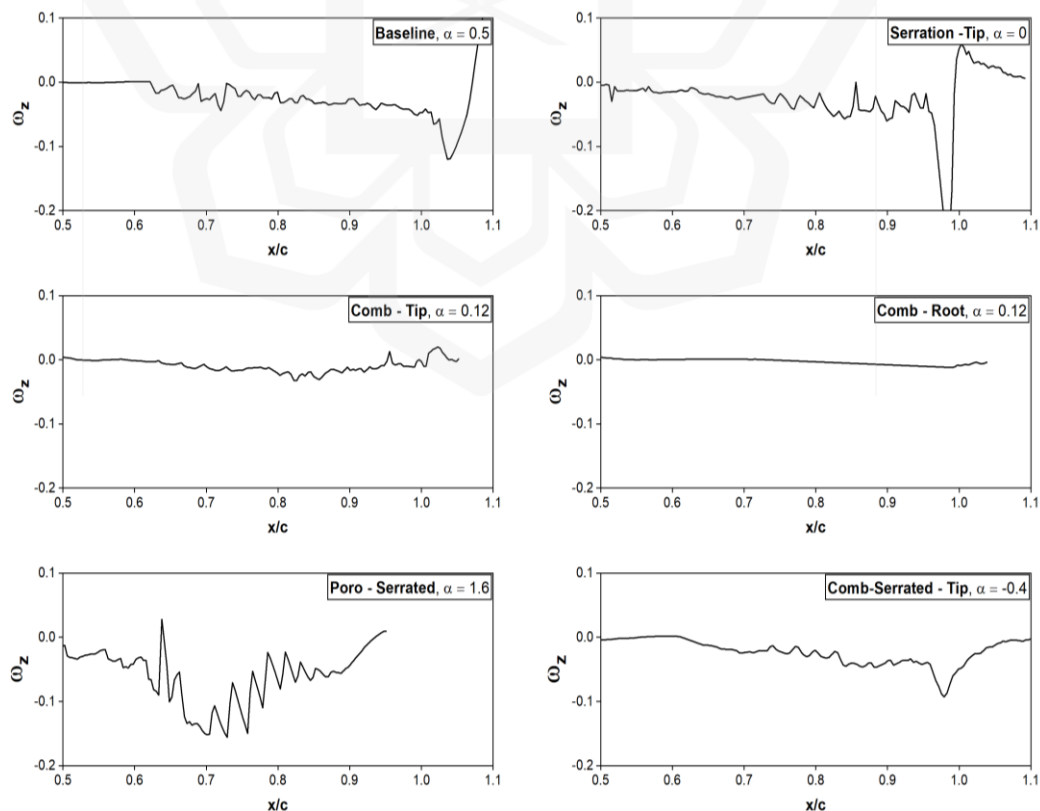 Baseline, α = 0.5
0.1
0.0
-0.1
-0.2
ω_z
0.5 0.6 0.7 0.8 0.9 1.0 1.1
x/c
Serration -Tip, α = 0
0.1
0.0
-0.1
-0.2
ω_z
0.5 0.6 0.7 0.8 0.9 1.0 1.1
x/c
Comb - Tip, α = 0.12
0.1
0.0
-0.1
-0.2
ω_z
0.5 0.6 0.7 0.8 0.9 1.0 1.1
x/c
Comb - Root, α = 0.12
0.1
0.0
-0.1
-0.2
ω_z
0.5 0.6 0.7 0.8 0.9 1.0 1.1
x/c
Poro - Serrated, α = 1.6
0.1
0.0
-0.1
-0.2
ω_z
0.5 0.6 0.7 0.8 0.9 1.0 1.1
x/c
Comb-Serrated - Tip, α = -0.4
0.1
0.0
-0.1
-0.2
ω_z
0.5 0.6 0.7 0.8 0.9 1.0 1.1
x/c